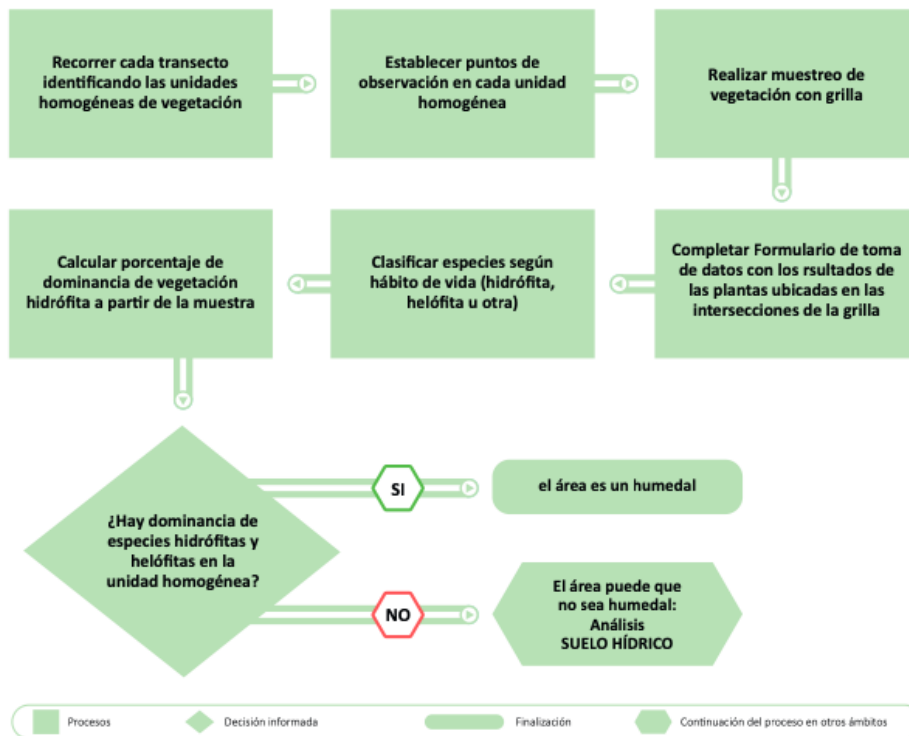 Recorrer cada transecto
identificando las unidades
homogéneas de vegetación
Establecer puntos de
observación en cada unidad
homogénea
Realizar muestreo de
vegetación con grilla
Completar Formulario de toma
de datos con los rsultados de
las plantas ubicadas en las
intersecciones de la grilla
Clasificar especies según
hábito de vida (hidrófita,
helófita u otra)
Calcular porcentaje de
dominancia de vegetación
hidrófita a partir de la muestra
¿Hay dominancia de
especies hidrófitas y
helófitas en la
unidad homogénea?
SI
el área es un humedal
NO
El área puede que
no sea humedal:
Análisis
SUELO HÍDRICO
Procesos
Decisión informada
Finalización
Continuación del proceso en otros ámbitos